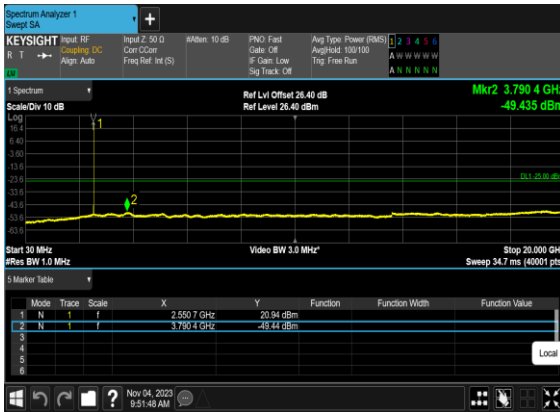 Spectrum Analyzer 1
Swept SA
KEYSIGHT
R T
Input: RF
Coupling: DC
Align: Auto
Input Z: 50 Ω
Corr CCorr
Freq Ref: Int (S)
#Atten: 10 dB
PNO: Fast
Gate: Off
IF Gain: Low
Sig Track: Off
Avg Type: Power (RMS)
Avg|Hold: 100/100
Trig: Free Run
1 2 3 4 5 6
A W W W W W
A N N N N N
1 Spectrum
Scale/Div 10 dB
Ref Lvl Offset 26.40 dB
Ref Level 26.40 dBm
Mkr2 3.790 4 GHz
-49.435 dBm
Log
16.4
6.40
-3.60
-13.6
-23.6
-33.6
-43.6
-53.6
-63.6
1
2
DL1 -25.00 dBm
Start 30 MHz
#Res BW 1.0 MHz
Video BW 3.0 MHz*
Stop 20.000 GHz
Sweep 34.7 ms (40001 pts)
5 Marker Table
Mode Trace Scale X Y Function Function Width Function Value
1 N 1 f 2.550 7 GHz 20.94 dBm
2 N 1 f 3.790 4 GHz -49.44 dBm
3
4
5
6
Local
Nov 04, 2023
9:51:48 AM